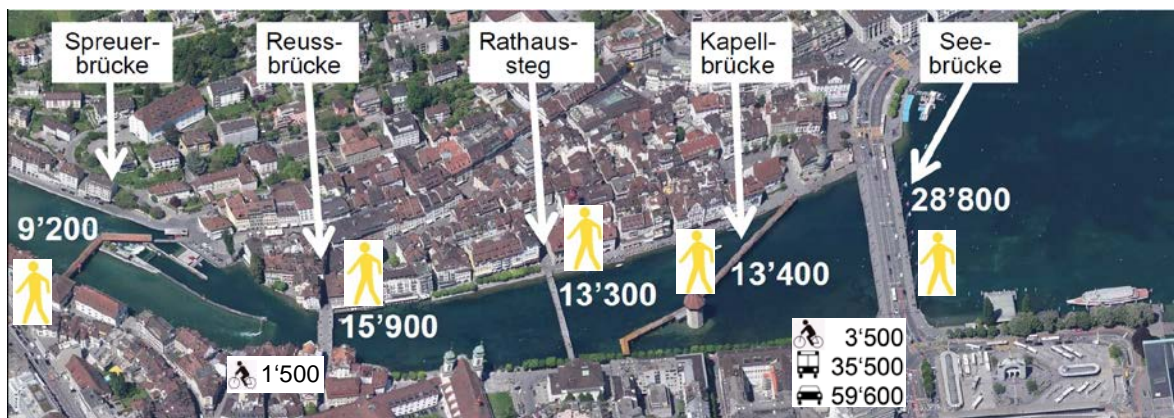 Spreuer-
brücke
Reuss-
brücke
Rathaus-
steg
Kapell-
brücke
See-
brücke
9’200
15’900
13’300
13’400
28’800
1‘500
3‘500
35‘500
59‘600